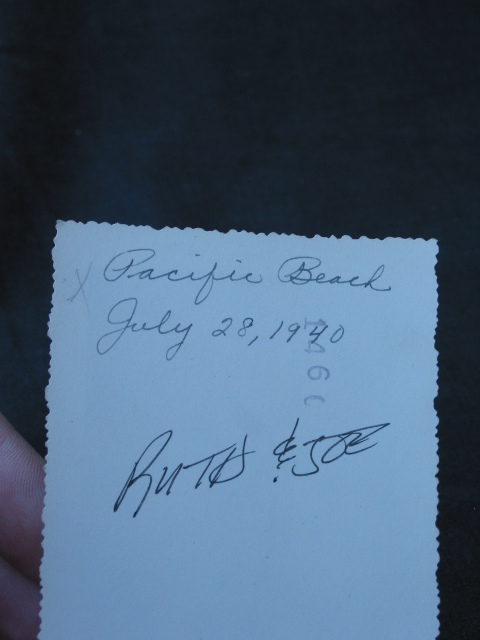 X Pacific Beach
July 28, 1940
RUTH & JOE